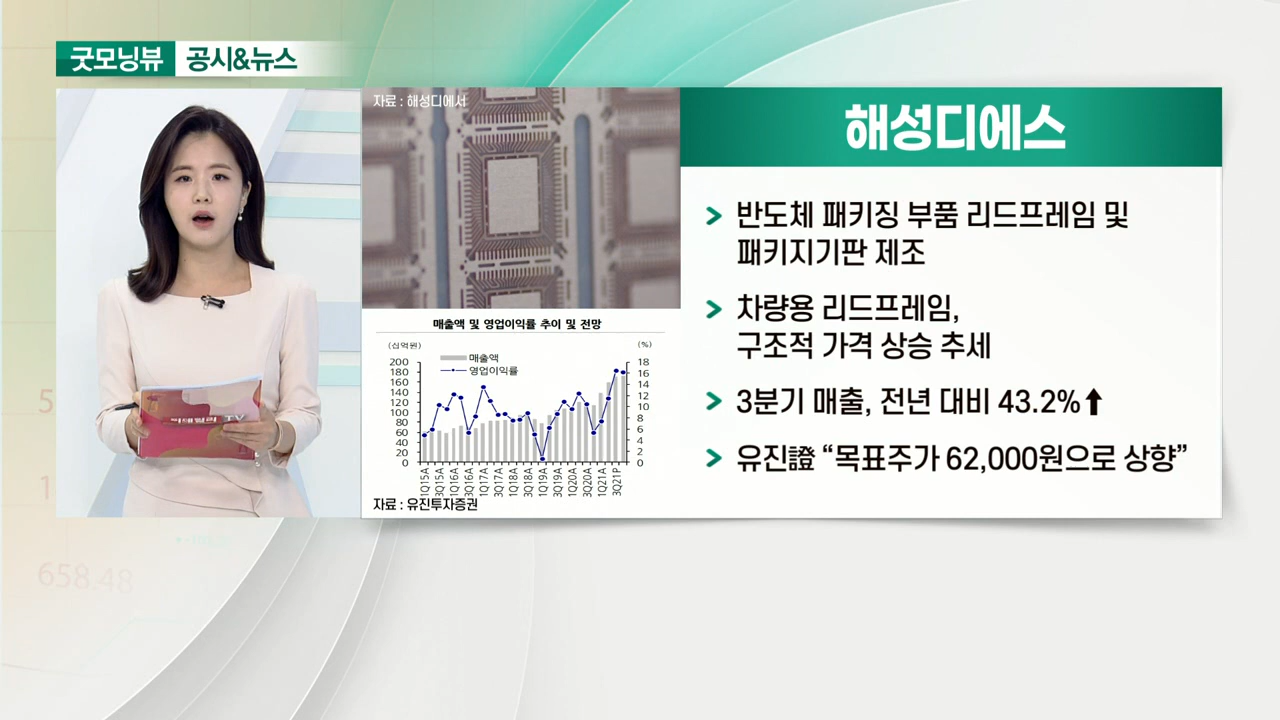 굿모닝뷰 공시&뉴스
자료 : 해성디에서
해성디에스
반도체 패키징 부품 리드프레임 및
패키지기판 제조
차량용 리드프레임,
구조적 가격 상승 추세
3분기 매출, 전년 대비 43.2%⬆
유진證 “목표주가 62,000원으로 상향”
매출액 및 영업이익률 추이 및 전망
(십억원)
(%)
매출액
영업이익률
200
180
160
140
120
100
80
60
40
20
0
18
16
14
12
10
8
6
4
2
0
1Q15A
3Q15A
1Q16A
3Q16A
1Q17A
3Q17A
1Q18A
3Q18A
1Q19A
3Q19A
1Q20A
3Q20A
1Q21A
3Q21P
자료 : 유진투자증권
이데일리 TV
658.48